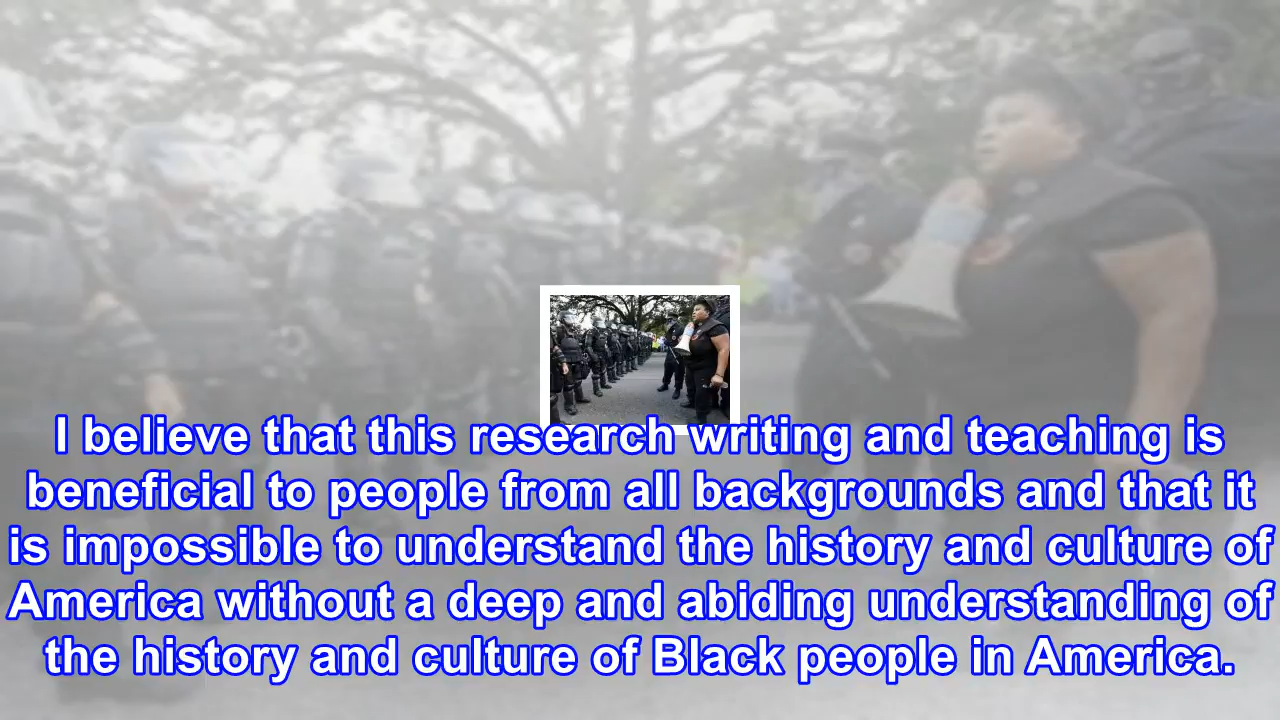 I believe that this research writing and teaching is
beneficial to people from all backgrounds and that it
is impossible to understand the history and culture of
America without a deep and abiding understanding of
the history and culture of Black people in America.